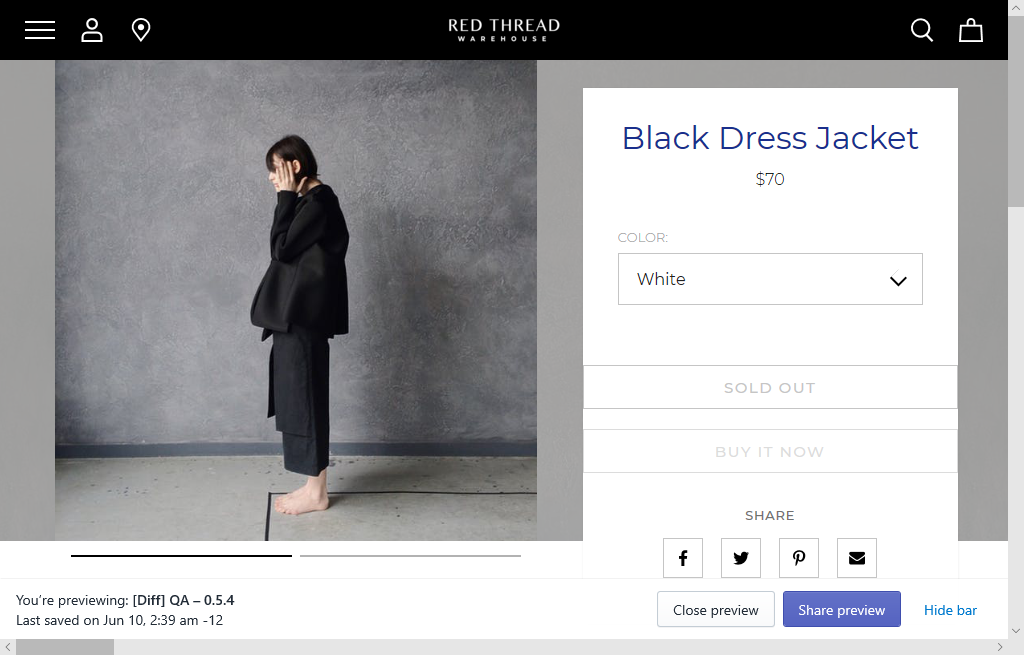 RED THREAD
WAREHOUSE
Black Dress Jacket
$70
COLOR:
White
SOLD OUT
BUY IT NOW
SHARE
You're previewing: [Diff] QA – 0.5.4
Last saved on Jun 10, 2:39 am -12
Close preview
Share preview
Hide bar